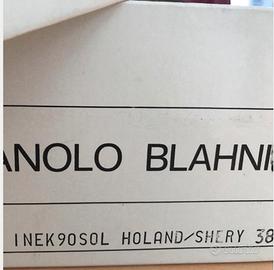 ANOLO BLAHNI
INEK90SOL HOLAND/SHERY 38